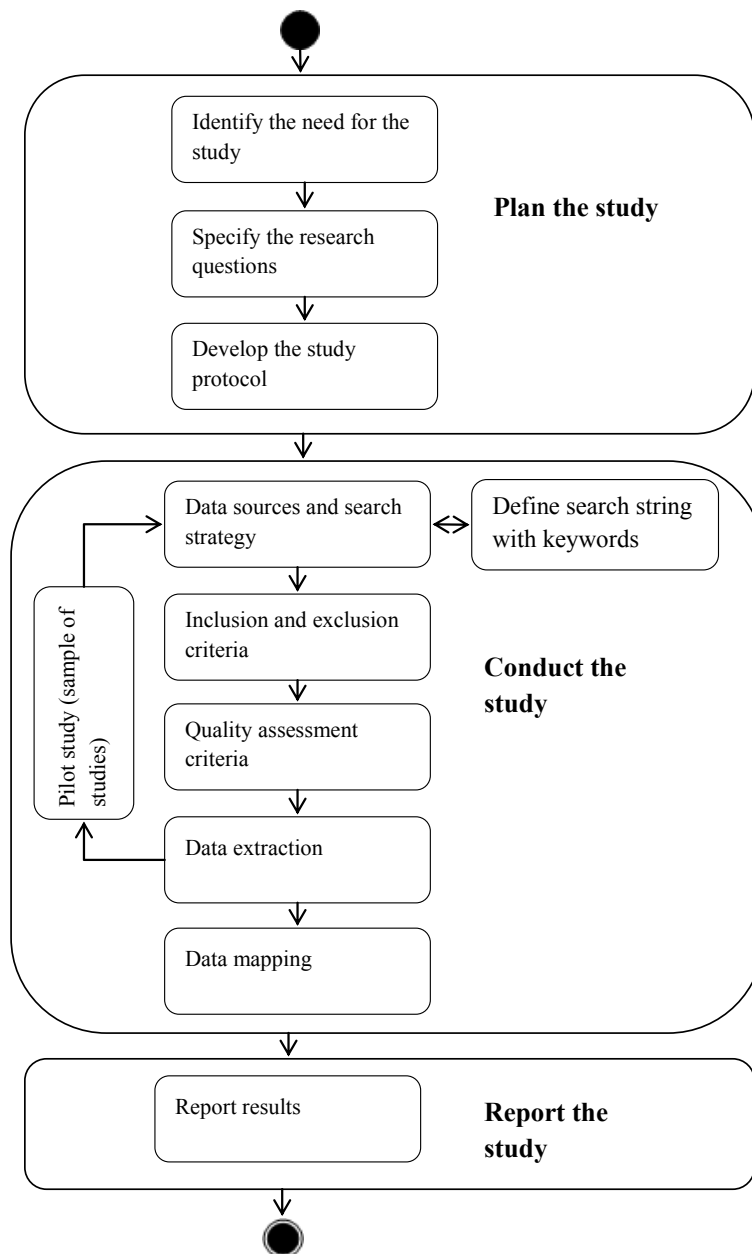 Identify the need for the
study
Plan the study
Specify the research
questions
Develop the study
protocol
Data sources and search
strategy
Define search string
with keywords
Pilot study (sample of
studies)
Inclusion and exclusion
criteria
Conduct the
study
Quality assessment
criteria
Data extraction
Data mapping
Report results
Report the
study